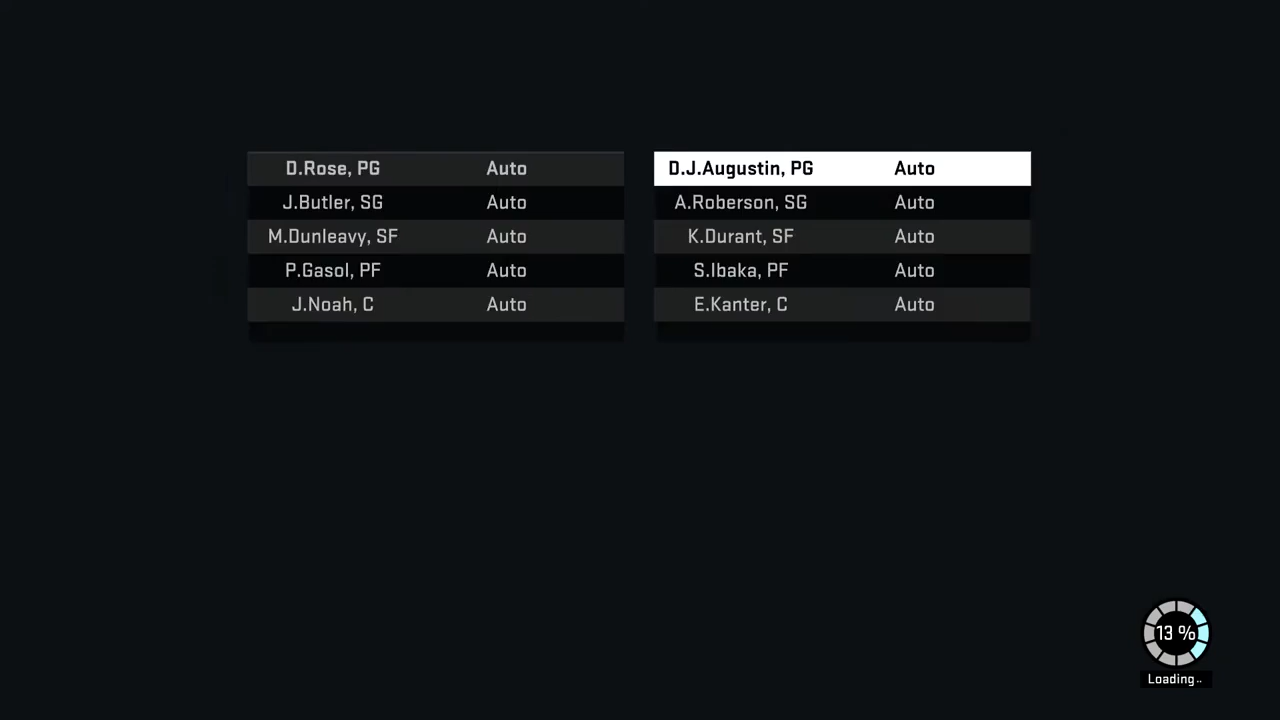 D.Rose, PG Auto
J.Butler, SG Auto
M.Dunleavy, SF Auto
P.Gasol, PF Auto
J.Noah, C Auto
D.J.Augustin, PG Auto
A.Roberson, SG Auto
K.Durant, SF Auto
S.Ibaka, PF Auto
E.Kanter, C Auto
13 %
Loading..